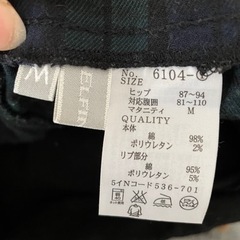 M
ELFIN
No. 6104-
SIZE
ヒップ 87~94
対応腹囲 81~110
マタニティ M
QUALITY
本体
綿 98%
ポリウレタン 2%
リブ部分
綿 95%
ポリウレタン 5%
5インコード536-701